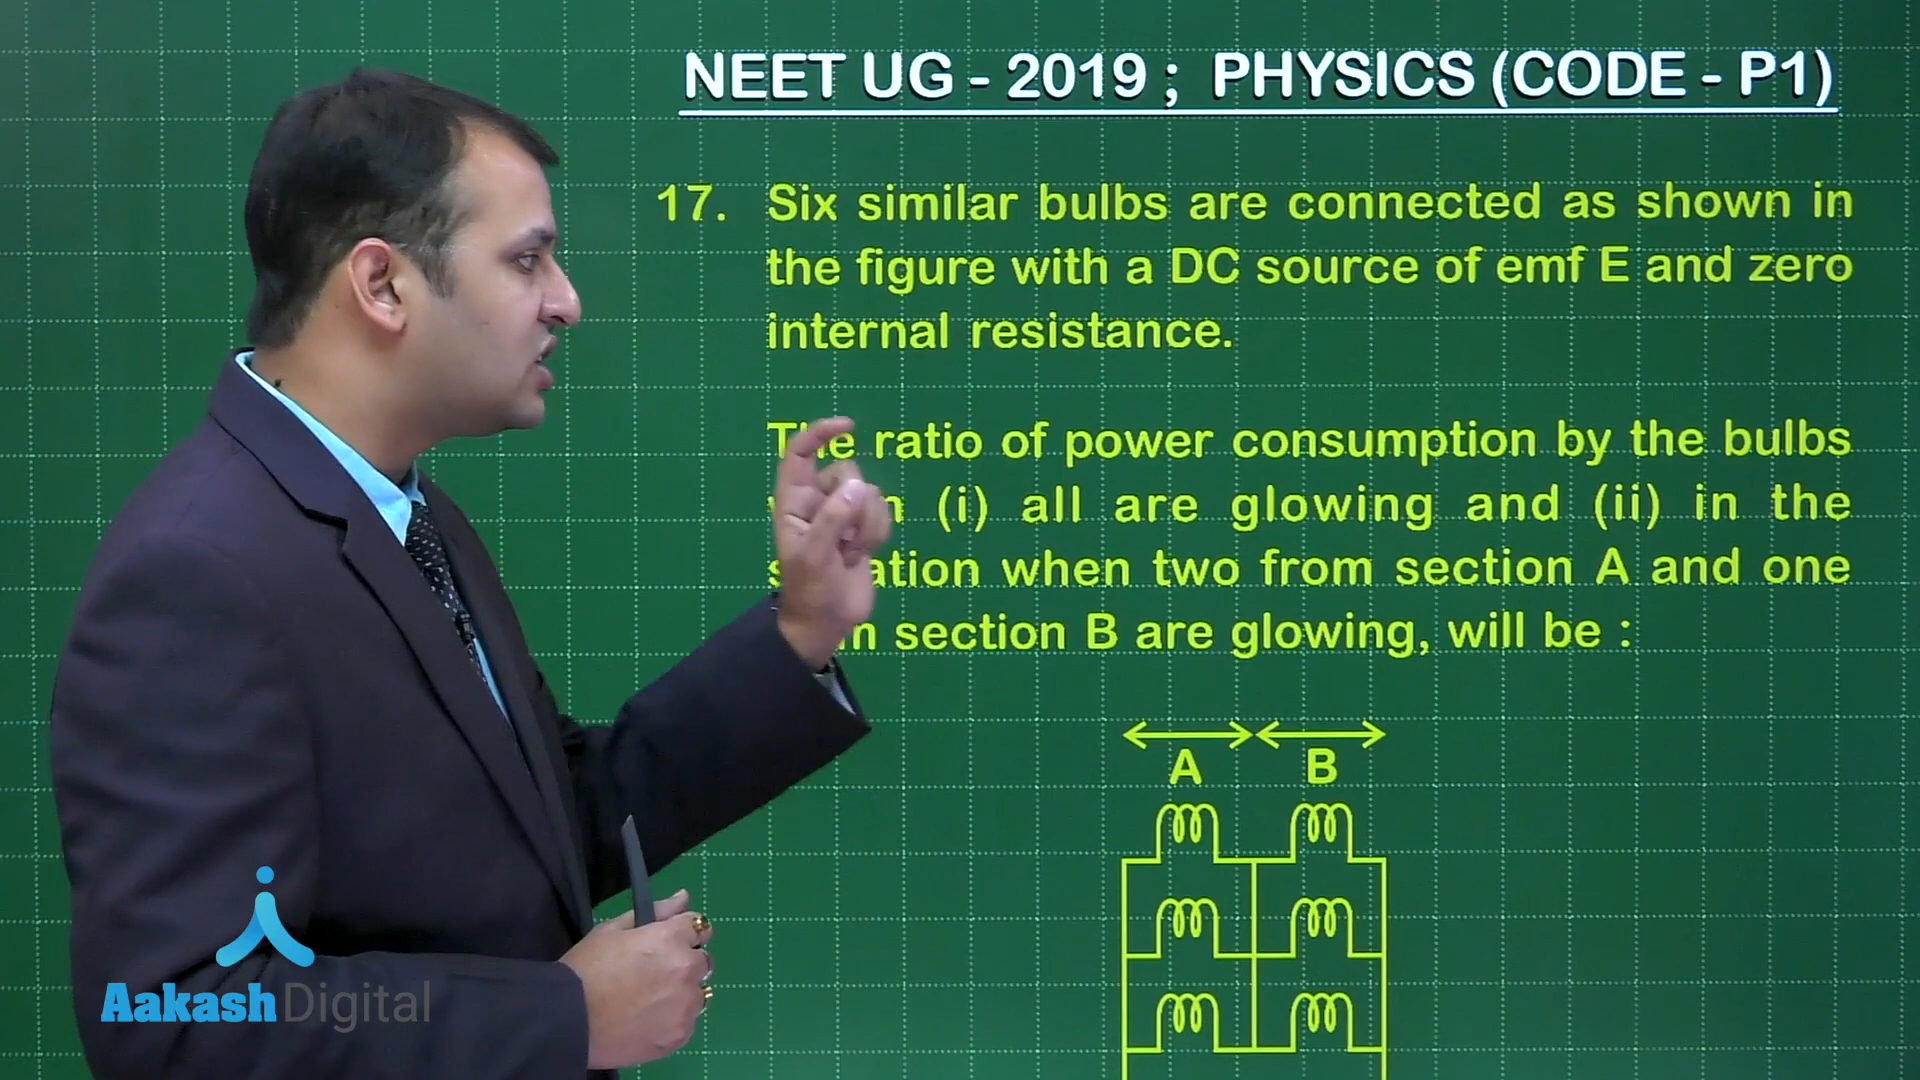 NEET UG - 2019 ; PHYSICS (CODE - P1)
17. Six similar bulbs are connected as shown in
the figure with a DC source of emf E and zero
internal resistance.
The ratio of power consumption by the bulbs
(i) all are glowing and (ii) in the
when two from section A and one
section B are glowing, will be :
A B
Aakash Digital